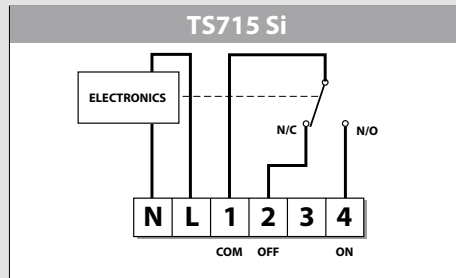 TS715 Si
ELECTRONICS
N/C
N/O
N L 1 2 3 4
COM OFF ON